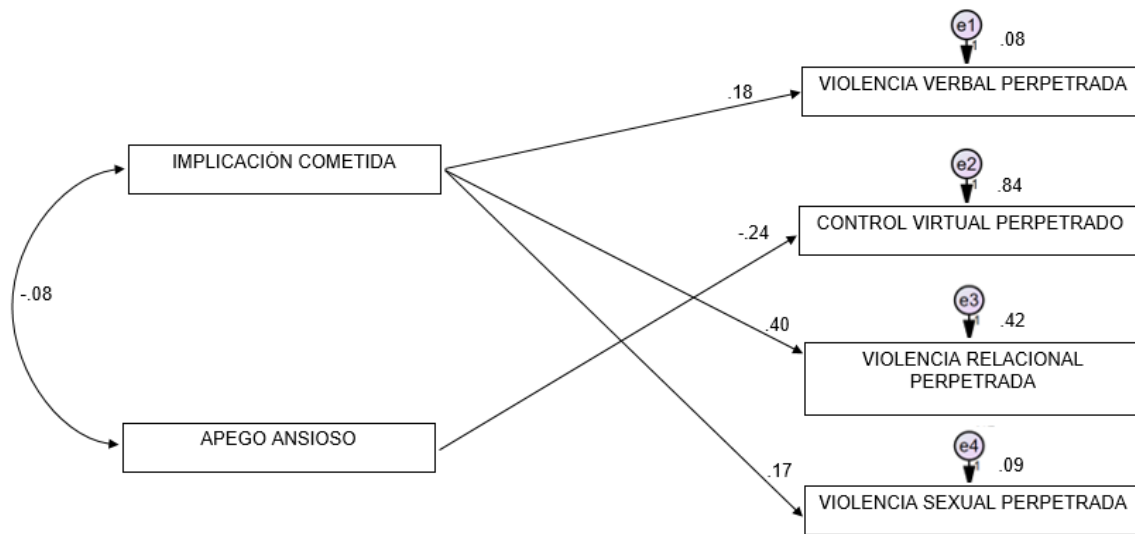 e1
1
.08
VIOLENCIA VERBAL PERPETRADA
.18
IMPLICACIÓN COMETIDA
e2
1
.84
CONTROL VIRTUAL PERPETRADO
-.24
-.08
e3
1
.42
.40
VIOLENCIA RELACIONAL
PERPETRADA
APEGO ANSIOSO
e4
1
.09
.17
VIOLENCIA SEXUAL PERPETRADA